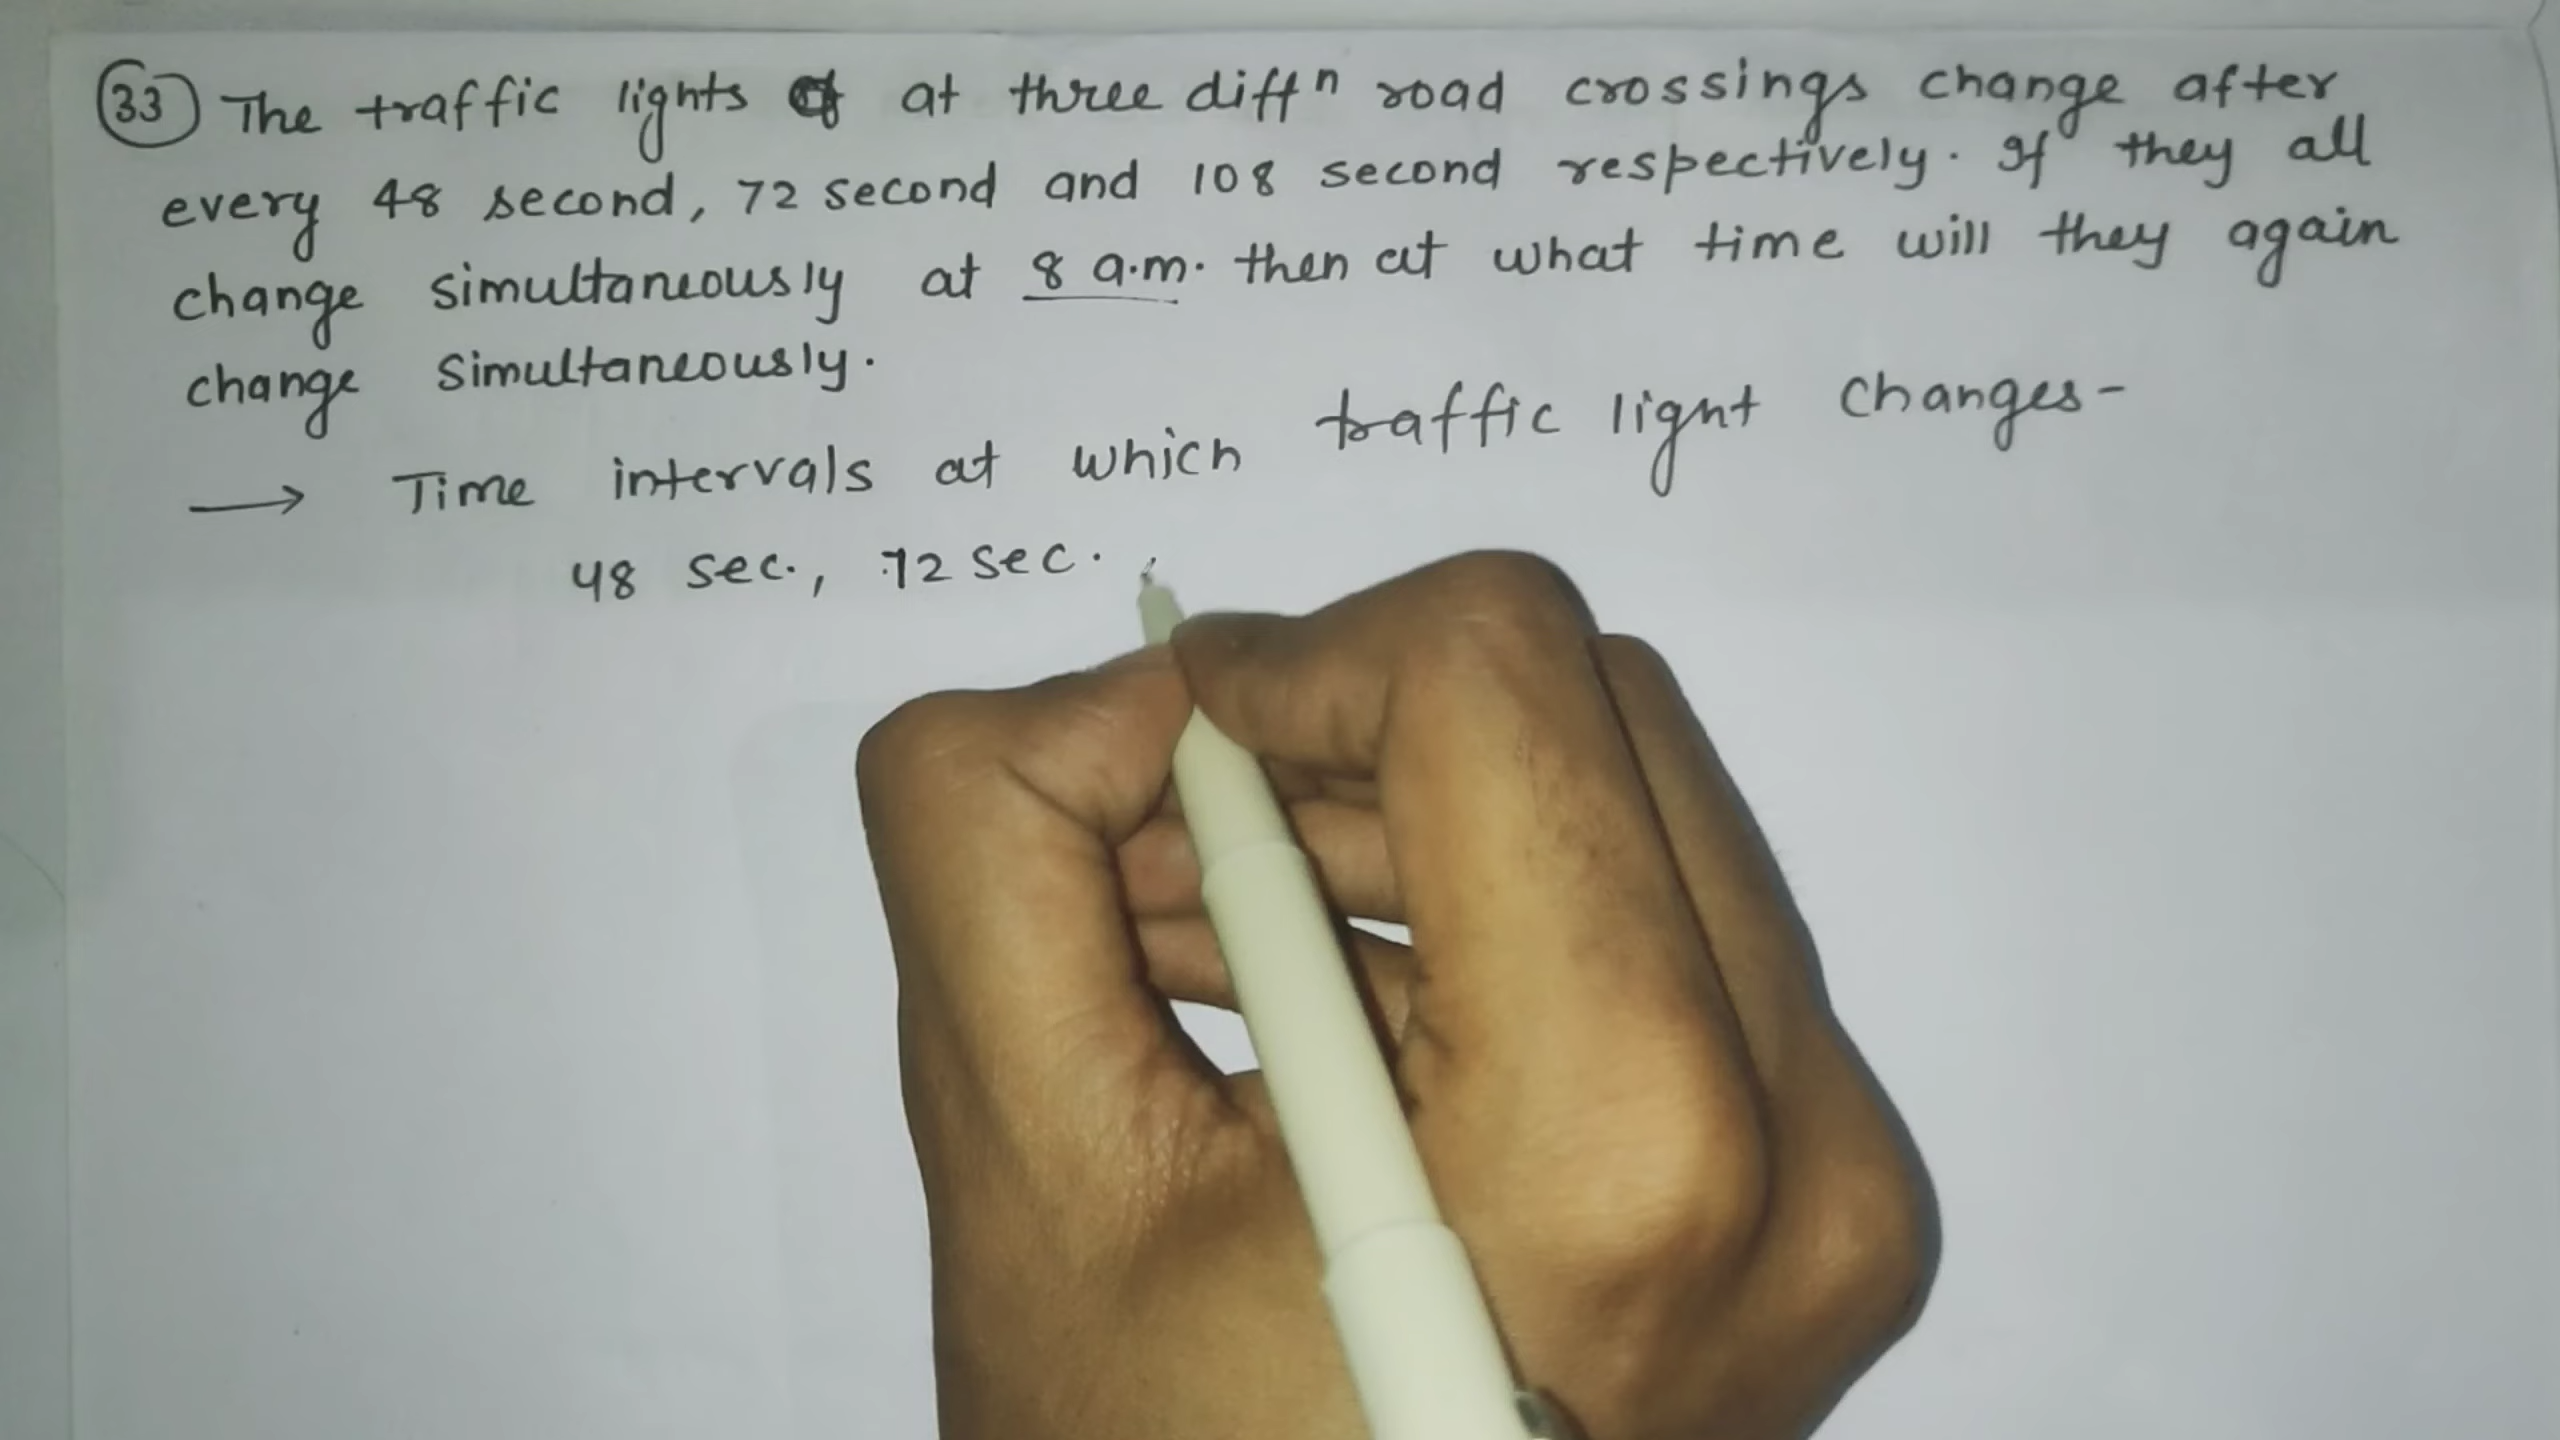 33 The traffic lights at three diffn road crossings change after
every 48 second, 72 second and 108 second respectively. If they all
change simultaneously at 8 a.m. then at what time will they again
change simultaneously.
→ Time intervals at which traffic light changes-
48 sec., 72 sec.